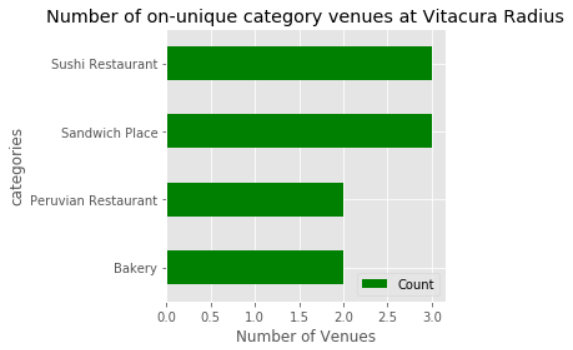 Number of on-unique category venues at Vitacura Radius
Sushi Restaurant
Sandwich Place
Peruvian Restaurant
Bakery
categories
0.0 0.5 1.0 1.5 2.0 2.5 3.0
Number of Venues
Count